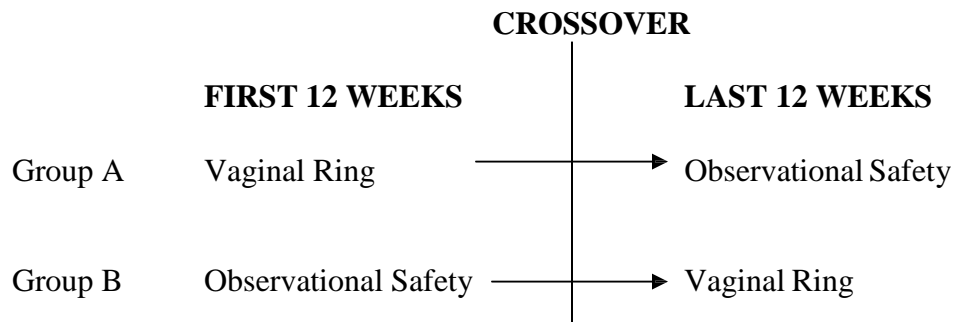 CROSSOVER
FIRST 12 WEEKS LAST 12 WEEKS
Group A Vaginal Ring Observational Safety
Group B Observational Safety Vaginal Ring